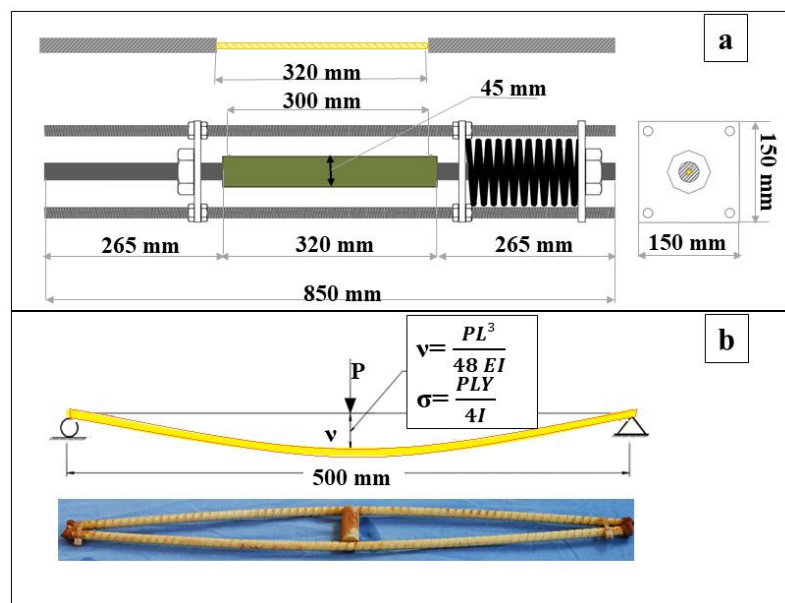 a
320 mm
300 mm
45 mm
150 mm
265 mm
320 mm
265 mm
150 mm
850 mm
b
ν= PL³ / 48 EI
σ= PLY / 4I
P
ν
500 mm